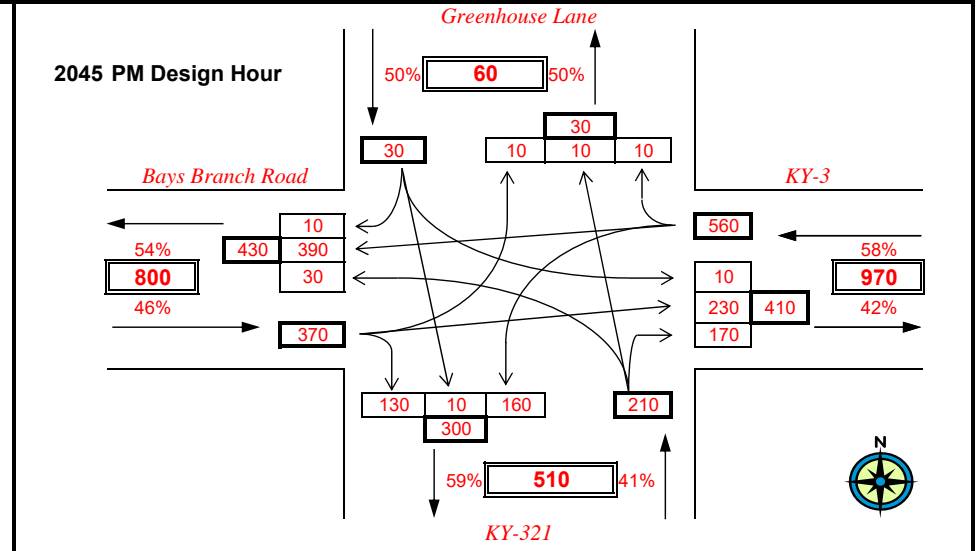 Greenhouse Lane
2045 PM Design Hour
50% 60 50%
30
30
10 10 10
Bays Branch Road
KY-3
10
560
54%
430 390
58%
800
30
10
970
46%
230 410
42%
370
170
130 10 160
210
300
N
59% 510 41%
KY-321